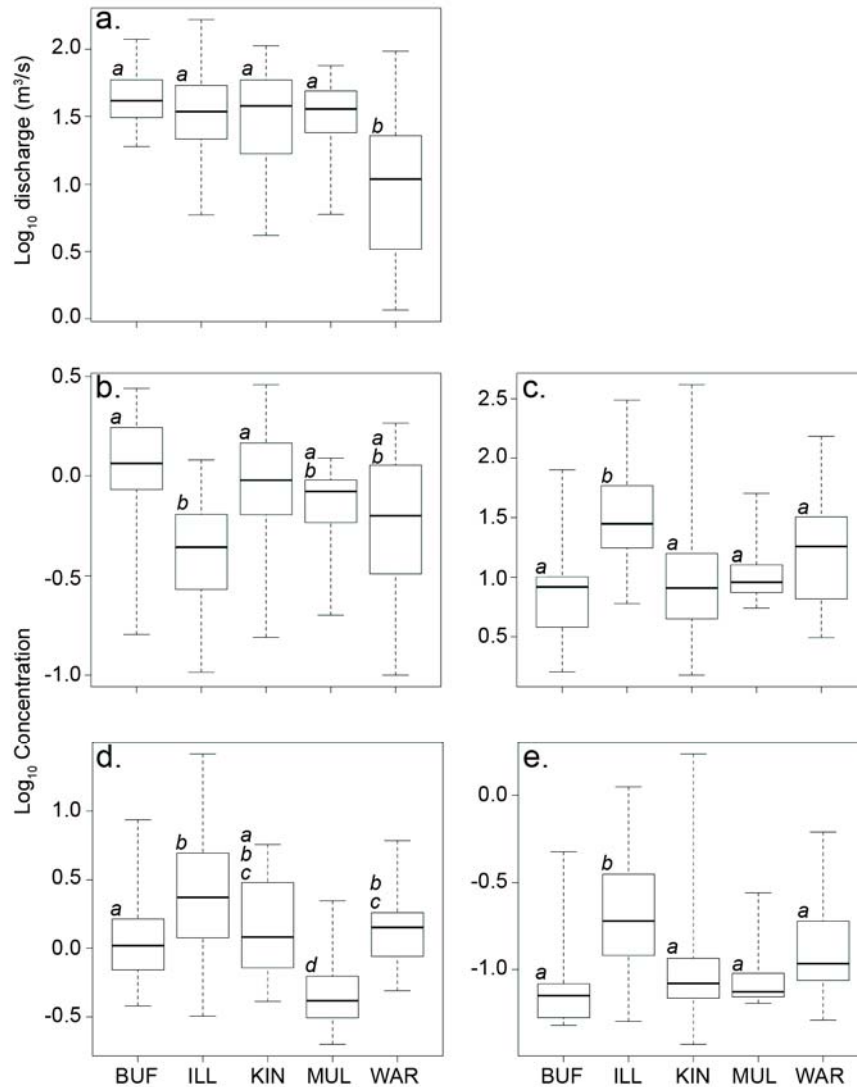 a.
Log₁₀ discharge (m³/s)
2.0
1.5
1.0
0.5
0.0
a
a
a
a
b
b.
0.5
0.0
-0.5
-1.0
a
b
a
a
b
a
b
c.
2.5
2.0
1.5
1.0
0.5
a
b
a
a
a
Log₁₀ Concentration
d.
1.0
0.5
0.0
-0.5
a
b
a
b
c
d
b
c
BUF ILL KIN MUL WAR
e.
0.0
-0.5
-1.0
a
b
a
a
a
BUF ILL KIN MUL WAR